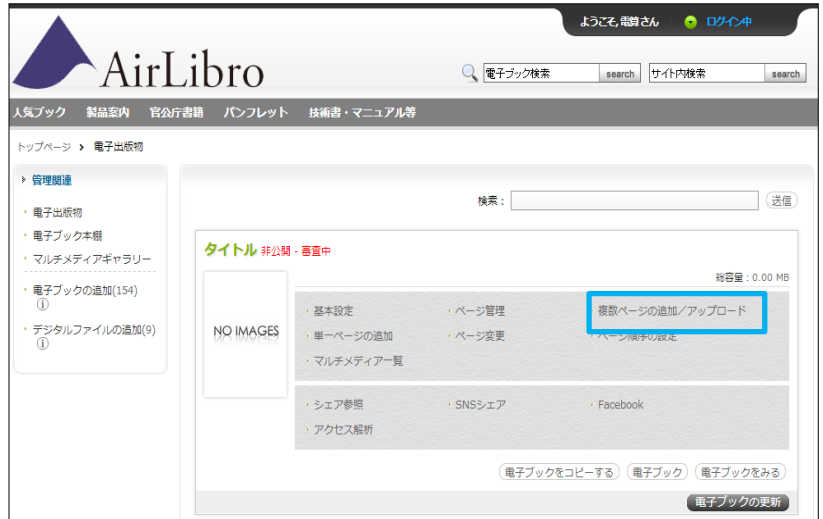 ようこそ,電算さん ログイン中
AirLibro
電子ブック検索 search サイト内検索 search
人気ブック 製品案内 官公庁書籍 パンフレット 技術書・マニュアル等
トップページ > 電子出版物
管理関連
・電子出版物
・電子ブック本棚
・マルチメディアギャラリー
・電子ブックの追加(154)
・デジタルファイルの追加(9)
検索: 送信
タイトル 非公開 - 審査中
総容量:0.00 MB
NO IMAGES
・基本設定 ・ページ管理 ・複数ページの追加/アップロード
・単一ページの追加 ・ページ変更 ・ページ順序の設定
・マルチメディア一覧
・シェア参照 ・SNSシェア ・Facebook
・アクセス解析
電子ブックをコピーする 電子ブック 電子ブックをみる
電子ブックの更新